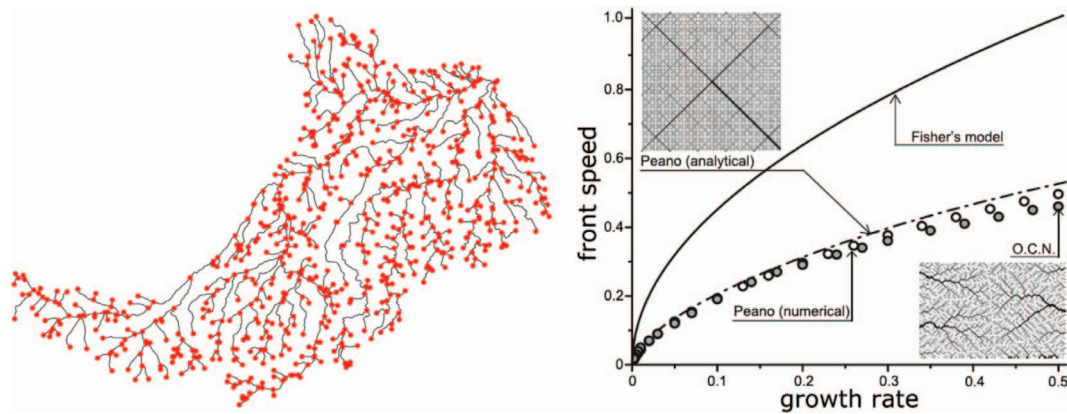 1.0
0.8
0.6
0.4
0.2
0
front speed
Fisher's model
Peano (analytical)
O.C.N.
Peano (numerical)
0
0.1
0.2
0.3
0.4
0.5
growth rate